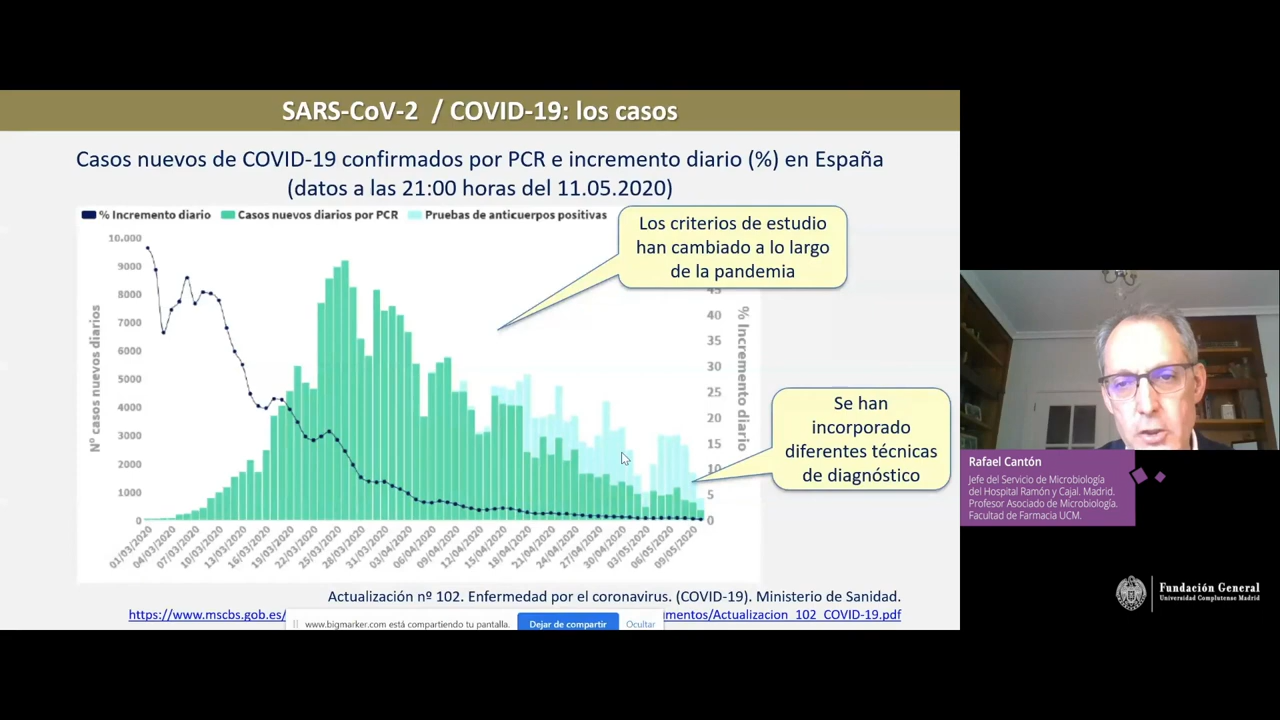 SARS-CoV-2 / COVID-19: los casos
Casos nuevos de COVID-19 confirmados por PCR e incremento diario (%) en España
(datos a las 21:00 horas del 11.05.2020)
% Incremento diario Casos nuevos diarios por PCR Pruebas de anticuerpos positivas
Los criterios de estudio
han cambiado a lo largo
de la pandemia
10.000
9000
8000
7000
6000
5000
4000
3000
2000
1000
0
Nº casos nuevos diarios
45
40
35
30
25
20
15
10
5
0
% Incremento diario
Se han
incorporado
diferentes técnicas
de diagnóstico
01/03/2020
04/03/2020
07/03/2020
10/03/2020
13/03/2020
16/03/2020
19/03/2020
22/03/2020
25/03/2020
28/03/2020
31/03/2020
03/04/2020
06/04/2020
09/04/2020
12/04/2020
15/04/2020
18/04/2020
21/04/2020
24/04/2020
27/04/2020
30/04/2020
03/05/2020
06/05/2020
09/05/2020
Actualización nº 102. Enfermedad por el coronavirus. (COVID-19). Ministerio de Sanidad.
https://www.mscbs.gob.es/ mentos/Actualizacion_102_COVID-19.pdf
www.bigmarker.com está compartiendo tu pantalla. Dejar de compartir Ocultar
Rafael Cantón
Jefe del Servicio de Microbiología
del Hospital Ramón y Cajal. Madrid.
Profesor Asociado de Microbiología.
Facultad de Farmacia UCM.
Fundación General
Universidad Complutense Madrid